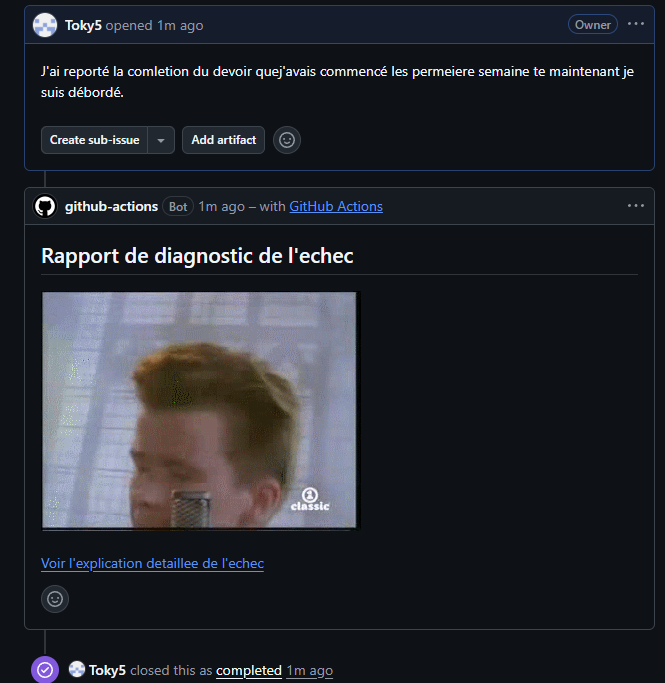 Toky5 opened 1m ago Owner
J'ai reporté la comletion du devoir quej'avais commencé les permeiere semaine te maintenant je
suis débordé.
Create sub-issue Add artifact
github-actions Bot 1m ago – with GitHub Actions
Rapport de diagnostic de l'echec
1
classic
Voir l'explication detaillee de l'echec
Toky5 closed this as completed 1m ago